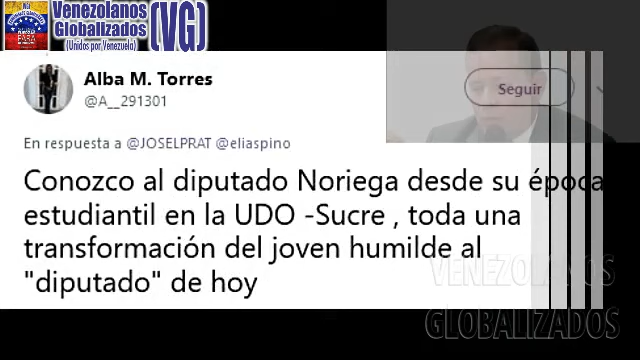 Venezolanos
Globalizados
(Unidos por Venezuela)
(VG)
Alba M. Torres
@A__291301
Seguir
En respuesta a @JOSELPRAT @eliaspino
Conozco al diputado Noriega desde su época
estudiantil en la UDO -Sucre , toda una
transformación del joven humilde al
"diputado" de hoy
VENEZOLANOS
GLOBALIZADOS